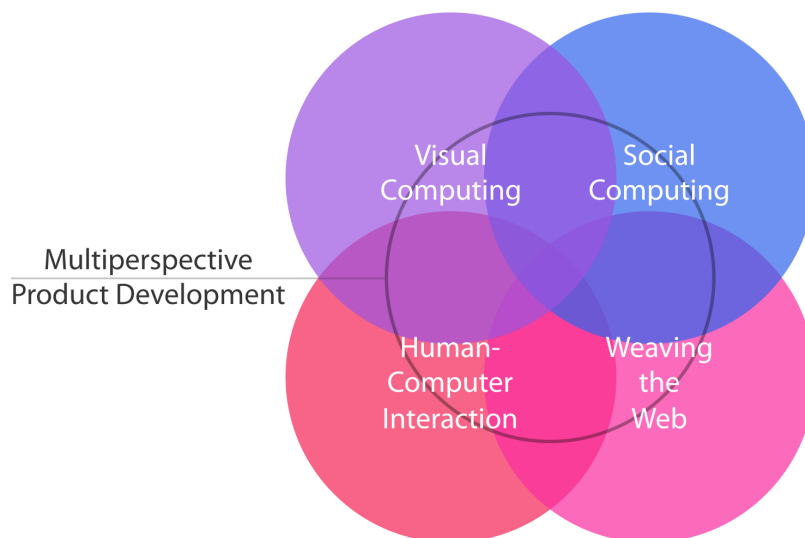 Visual
Computing
Social
Computing
Multiperspective
Product Development
Human-
Computer
Interaction
Weaving
the
Web